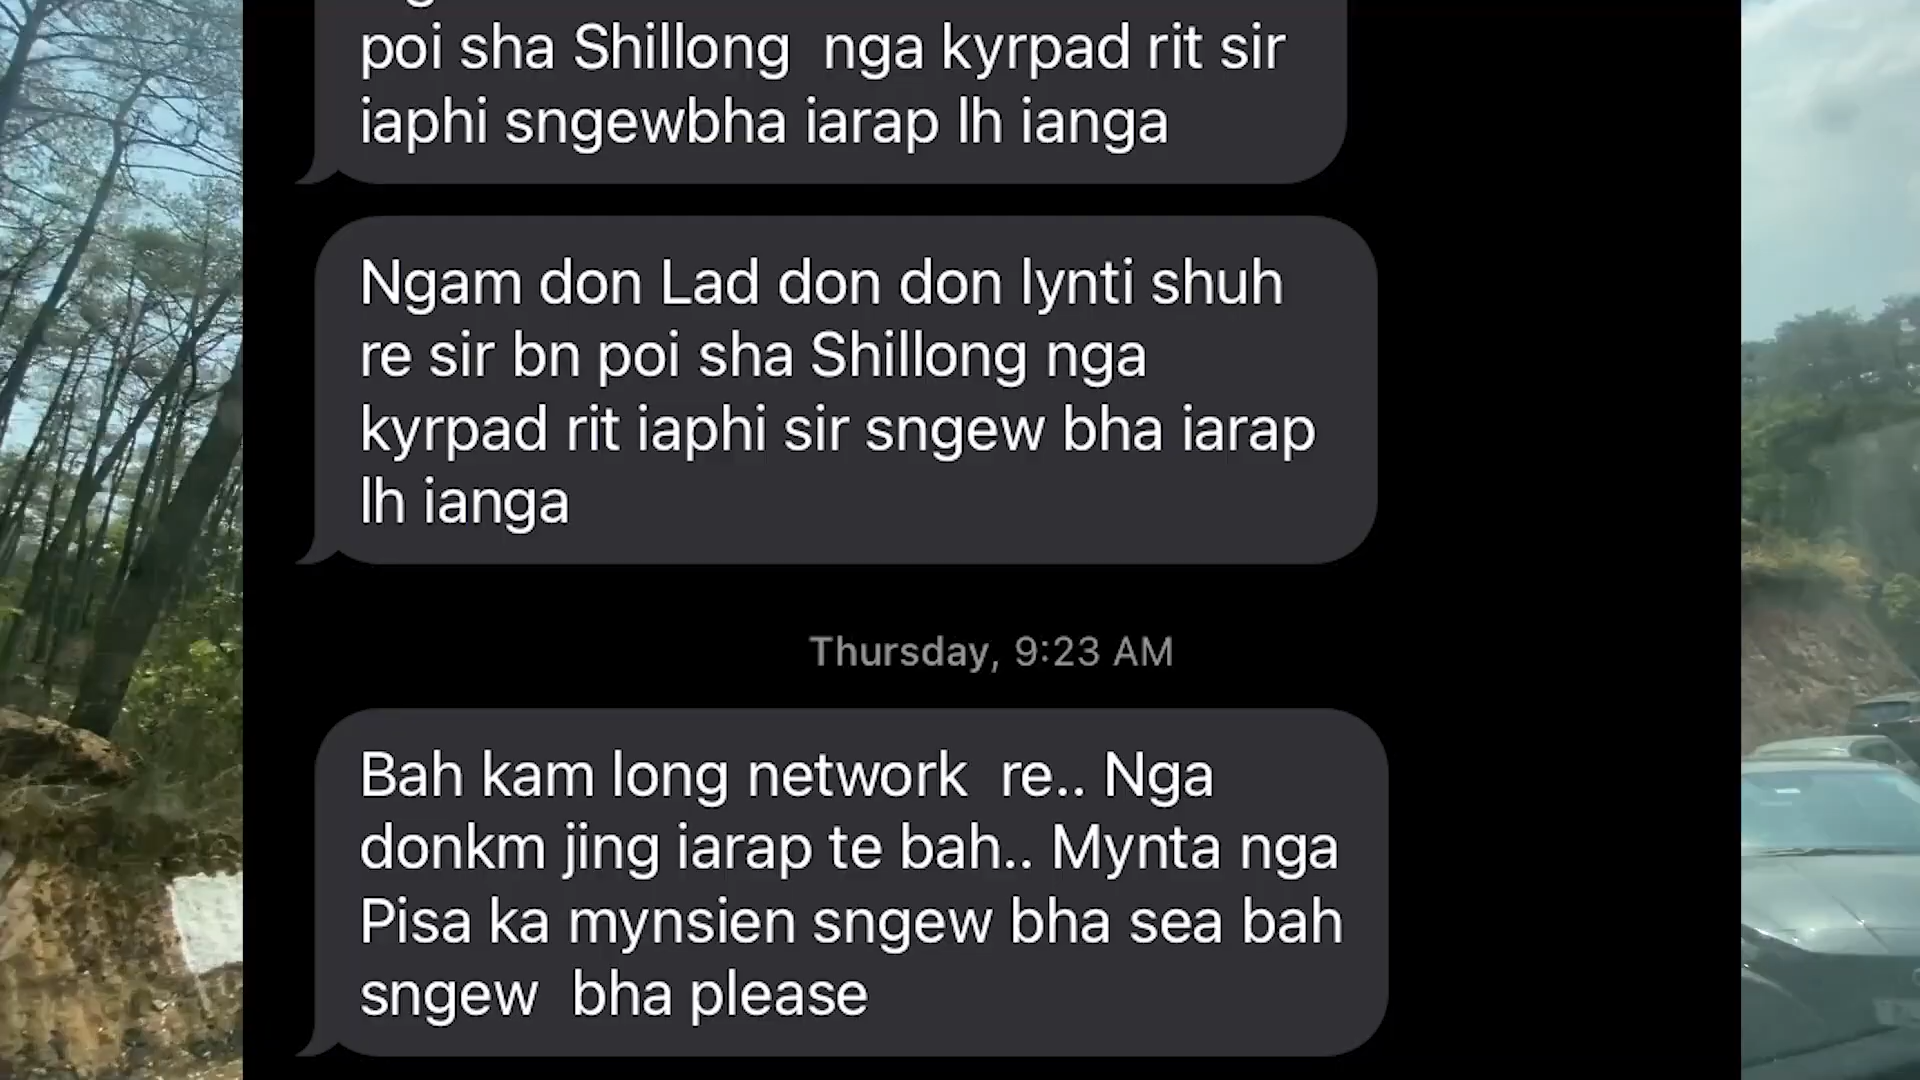 poi sha Shillong  nga kyrpad rit sir
iaphi sngewbha iarap lh ianga
Ngam don Lad don don lynti shuh
re sir bn poi sha Shillong nga
kyrpad rit iaphi sir sngew bha iarap
lh ianga
Thursday, 9:23 AM
Bah kam long network  re.. Nga
donkm jing iarap te bah.. Mynta nga
Pisa ka mynsien sngew bha sea bah
sngew  bha please